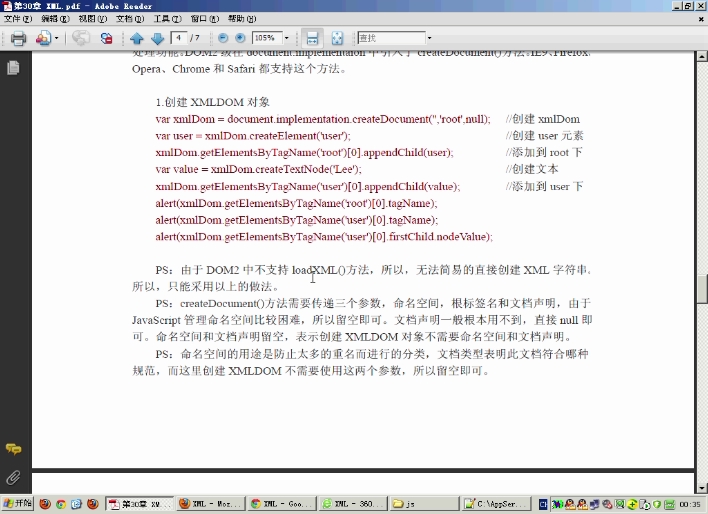 第30章 XML.pdf - Adobe Reader
文件(F) 编辑(E) 视图(V) 文档(D) 工具(T) 窗口(W) 帮助(H)
4 / 7 105% 查找
处理功能。DOM2 级在 document.implementaion 中引入了 createDocument()方法。IE9、Firefox、
Opera、Chrome 和 Safari 都支持这个方法。
1.创建 XMLDOM 对象
var xmlDom = document.implementation.createDocument('','root',null); //创建 xmlDom
var user = xmlDom.createElement('user'); //创建 user 元素
xmlDom.getElementsByTagName('root')[0].appendChild(user); //添加到 root 下
var value = xmlDom.createTextNode('Lee'); //创建文本
xmlDom.getElementsByTagName('user')[0].appendChild(value); //添加到 user 下
alert(xmlDom.getElementsByTagName('root')[0].tagName);
alert(xmlDom.getElementsByTagName('user')[0].tagName);
alert(xmlDom.getElementsByTagName('user')[0].firstChild.nodeValue);
PS：由于 DOM2 中不支持 loadXML()方法，所以，无法简易的直接创建 XML 字符串。
所以，只能采用以上的做法。
PS：createDocument()方法需要传递三个参数，命名空间，根标签名和文档声明，由于
JavaScript 管理命名空间比较困难，所以留空即可。文档声明一般根本用不到，直接 null 即
可。命名空间和文档声明留空，表示创建 XMLDOM 对象不需要命名空间和文档声明。
PS：命名空间的用途是防止太多的重名而进行的分类，文档类型表明此文档符合哪种
规范，而这里创建 XMLDOM 不需要使用这两个参数，所以留空即可。
开始 第30章 XM... XML - Moz... XML - Goo... XML - 360... js C:\AppSer... 00:35